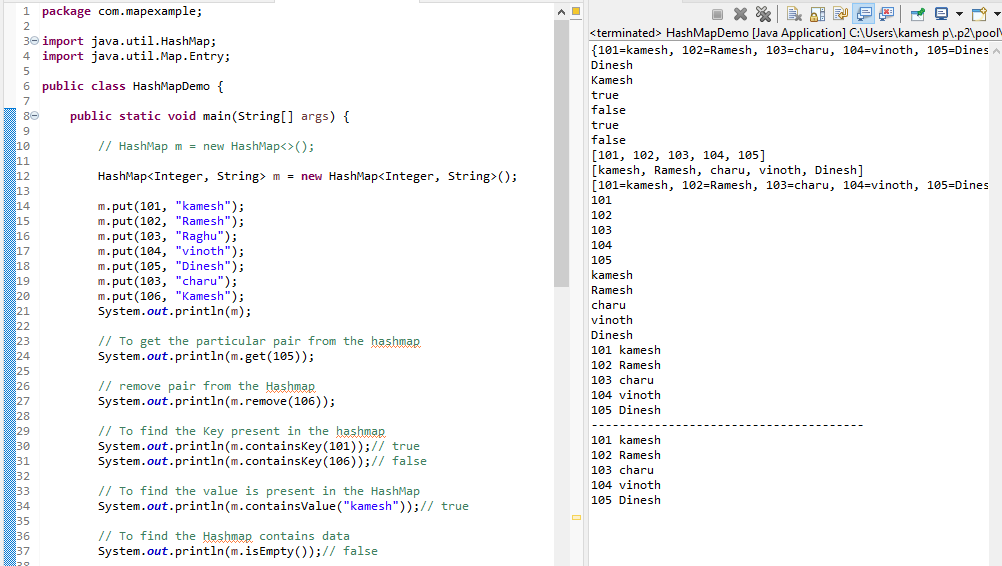 1 package com.mapexample;
2
3 import java.util.HashMap;
4 import java.util.Map.Entry;
5
6 public class HashMapDemo {
7
8 public static void main(String[] args) {
9
10 // HashMap m = new HashMap<>();
11
12 HashMap<Integer, String> m = new HashMap<Integer, String>();
13
14 m.put(101, "kamesh");
15 m.put(102, "Ramesh");
16 m.put(103, "Raghu");
17 m.put(104, "vinoth");
18 m.put(105, "Dinesh");
19 m.put(103, "charu");
20 m.put(106, "Kamesh");
21 System.out.println(m);
22
23 // To get the particular pair from the hashmap
24 System.out.println(m.get(105));
25
26 // remove pair from the Hashmap
27 System.out.println(m.remove(106));
28
29 // To find the Key present in the hashmap
30 System.out.println(m.containsKey(101));// true
31 System.out.println(m.containsKey(106));// false
32
33 // To find the value is present in the HashMap
34 System.out.println(m.containsValue("kamesh"));// true
35
36 // To find the Hashmap contains data
37 System.out.println(m.isEmpty());// false
38
<terminated> HashMapDemo [Java Application] C:\Users\kamesh p\.p2\pool\
{101=kamesh, 102=Ramesh, 103=charu, 104=vinoth, 105=Dines
Dinesh
Kamesh
true
false
true
false
[101, 102, 103, 104, 105]
[kamesh, Ramesh, charu, vinoth, Dinesh]
[101=kamesh, 102=Ramesh, 103=charu, 104=vinoth, 105=Dines
101
102
103
104
105
kamesh
Ramesh
charu
vinoth
Dinesh
101 kamesh
102 Ramesh
103 charu
104 vinoth
105 Dinesh
---------------------------------------
101 kamesh
102 Ramesh
103 charu
104 vinoth
105 Dinesh